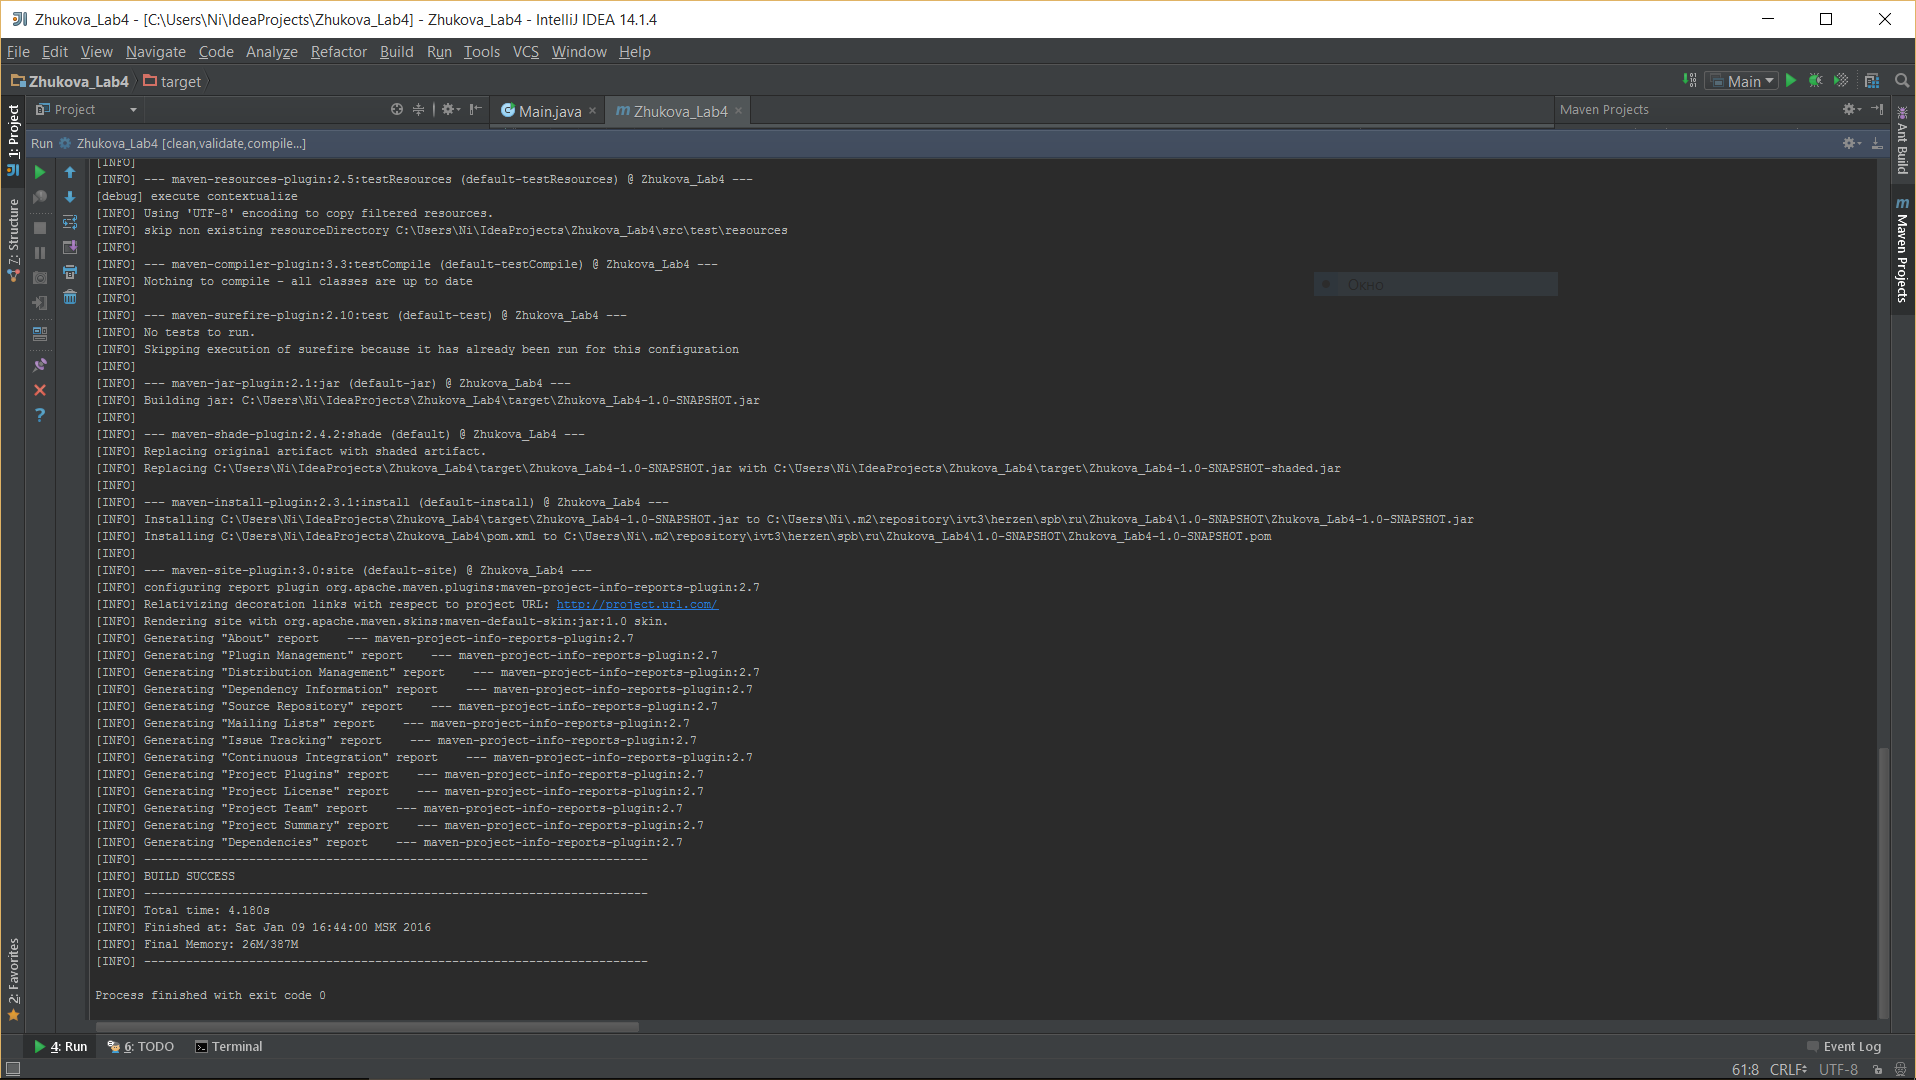 Zhukova_Lab4 - [C:\Users\Ni\IdeaProjects\Zhukova_Lab4] - Zhukova_Lab4 - IntelliJ IDEA 14.1.4
File Edit View Navigate Code Analyze Refactor Build Run Tools VCS Window Help
Zhukova_Lab4 target
Main
Project
Main.java
Zhukova_Lab4
Maven Projects
Run Zhukova_Lab4 [clean,validate,compile...]
1: Project
7: Structure
2: Favorites
Ant Build
Maven Projects
[INFO]
[INFO] --- maven-resources-plugin:2.5:testResources (default-testResources) @ Zhukova_Lab4 ---
[debug] execute contextualize
[INFO] Using 'UTF-8' encoding to copy filtered resources.
[INFO] skip non existing resourceDirectory C:\Users\Ni\IdeaProjects\Zhukova_Lab4\src\test\resources
[INFO]
[INFO] --- maven-compiler-plugin:3.3:testCompile (default-testCompile) @ Zhukova_Lab4 ---
[INFO] Nothing to compile - all classes are up to date
[INFO]
[INFO] --- maven-surefire-plugin:2.10:test (default-test) @ Zhukova_Lab4 ---
[INFO] No tests to run.
[INFO] Skipping execution of surefire because it has already been run for this configuration
[INFO]
[INFO] --- maven-jar-plugin:2.1:jar (default-jar) @ Zhukova_Lab4 ---
[INFO] Building jar: C:\Users\Ni\IdeaProjects\Zhukova_Lab4\target\Zhukova_Lab4-1.0-SNAPSHOT.jar
[INFO]
[INFO] --- maven-shade-plugin:2.4.2:shade (default) @ Zhukova_Lab4 ---
[INFO] Replacing original artifact with shaded artifact.
[INFO] Replacing C:\Users\Ni\IdeaProjects\Zhukova_Lab4\target\Zhukova_Lab4-1.0-SNAPSHOT.jar with C:\Users\Ni\IdeaProjects\Zhukova_Lab4\target\Zhukova_Lab4-1.0-SNAPSHOT-shaded.jar
[INFO]
[INFO] --- maven-install-plugin:2.3.1:install (default-install) @ Zhukova_Lab4 ---
[INFO] Installing C:\Users\Ni\IdeaProjects\Zhukova_Lab4\target\Zhukova_Lab4-1.0-SNAPSHOT.jar to C:\Users\Ni\.m2\repository\ivt3\herzen\spb\ru\Zhukova_Lab4\1.0-SNAPSHOT\Zhukova_Lab4-1.0-SNAPSHOT.jar
[INFO] Installing C:\Users\Ni\IdeaProjects\Zhukova_Lab4\pom.xml to C:\Users\Ni\.m2\repository\ivt3\herzen\spb\ru\Zhukova_Lab4\1.0-SNAPSHOT\Zhukova_Lab4-1.0-SNAPSHOT.pom
[INFO]
[INFO] --- maven-site-plugin:3.0:site (default-site) @ Zhukova_Lab4 ---
[INFO] configuring report plugin org.apache.maven.plugins:maven-project-info-reports-plugin:2.7
[INFO] Relativizing decoration links with respect to project URL: http://project.url.com/
[INFO] Rendering site with org.apache.maven.skins:maven-default-skin:jar:1.0 skin.
[INFO] Generating "About" report    --- maven-project-info-reports-plugin:2.7
[INFO] Generating "Plugin Management" report    --- maven-project-info-reports-plugin:2.7
[INFO] Generating "Distribution Management" report    --- maven-project-info-reports-plugin:2.7
[INFO] Generating "Dependency Information" report    --- maven-project-info-reports-plugin:2.7
[INFO] Generating "Source Repository" report    --- maven-project-info-reports-plugin:2.7
[INFO] Generating "Mailing Lists" report    --- maven-project-info-reports-plugin:2.7
[INFO] Generating "Issue Tracking" report    --- maven-project-info-reports-plugin:2.7
[INFO] Generating "Continuous Integration" report    --- maven-project-info-reports-plugin:2.7
[INFO] Generating "Project Plugins" report    --- maven-project-info-reports-plugin:2.7
[INFO] Generating "Project License" report    --- maven-project-info-reports-plugin:2.7
[INFO] Generating "Project Team" report    --- maven-project-info-reports-plugin:2.7
[INFO] Generating "Project Summary" report    --- maven-project-info-reports-plugin:2.7
[INFO] Generating "Dependencies" report    --- maven-project-info-reports-plugin:2.7
[INFO] ------------------------------------------------------------------------
[INFO] BUILD SUCCESS
[INFO] ------------------------------------------------------------------------
[INFO] Total time: 4.180s
[INFO] Finished at: Sat Jan 09 16:44:00 MSK 2016
[INFO] Final Memory: 26M/387M
[INFO] ------------------------------------------------------------------------
Process finished with exit code 0
Окно
4: Run 6: TODO Terminal Event Log
61:8 CRLF UTF-8